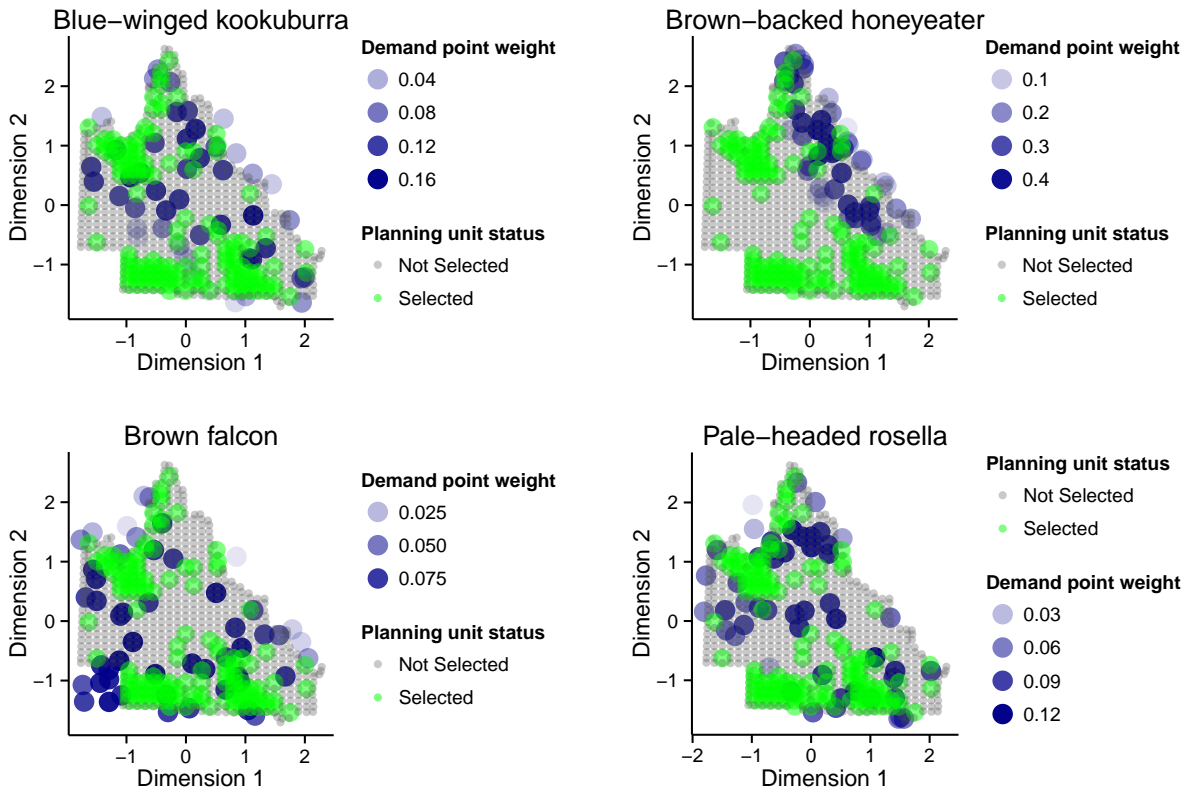 Blue−winged kookuburra
Dimension 2
2
1
0
−1
−1 0 1 2
Dimension 1
Demand point weight
0.04
0.08
0.12
0.16
Planning unit status
Not Selected
Selected
Brown−backed honeyeater
Dimension 2
2
1
0
−1
−1 0 1 2
Dimension 1
Demand point weight
0.1
0.2
0.3
0.4
Planning unit status
Not Selected
Selected
Brown falcon
Dimension 2
2
1
0
−1
−1 0 1 2
Dimension 1
Demand point weight
0.025
0.050
0.075
Planning unit status
Not Selected
Selected
Pale−headed rosella
Dimension 2
2
1
0
−1
−2 −1 0 1 2
Dimension 1
Planning unit status
Not Selected
Selected
Demand point weight
0.03
0.06
0.09
0.12